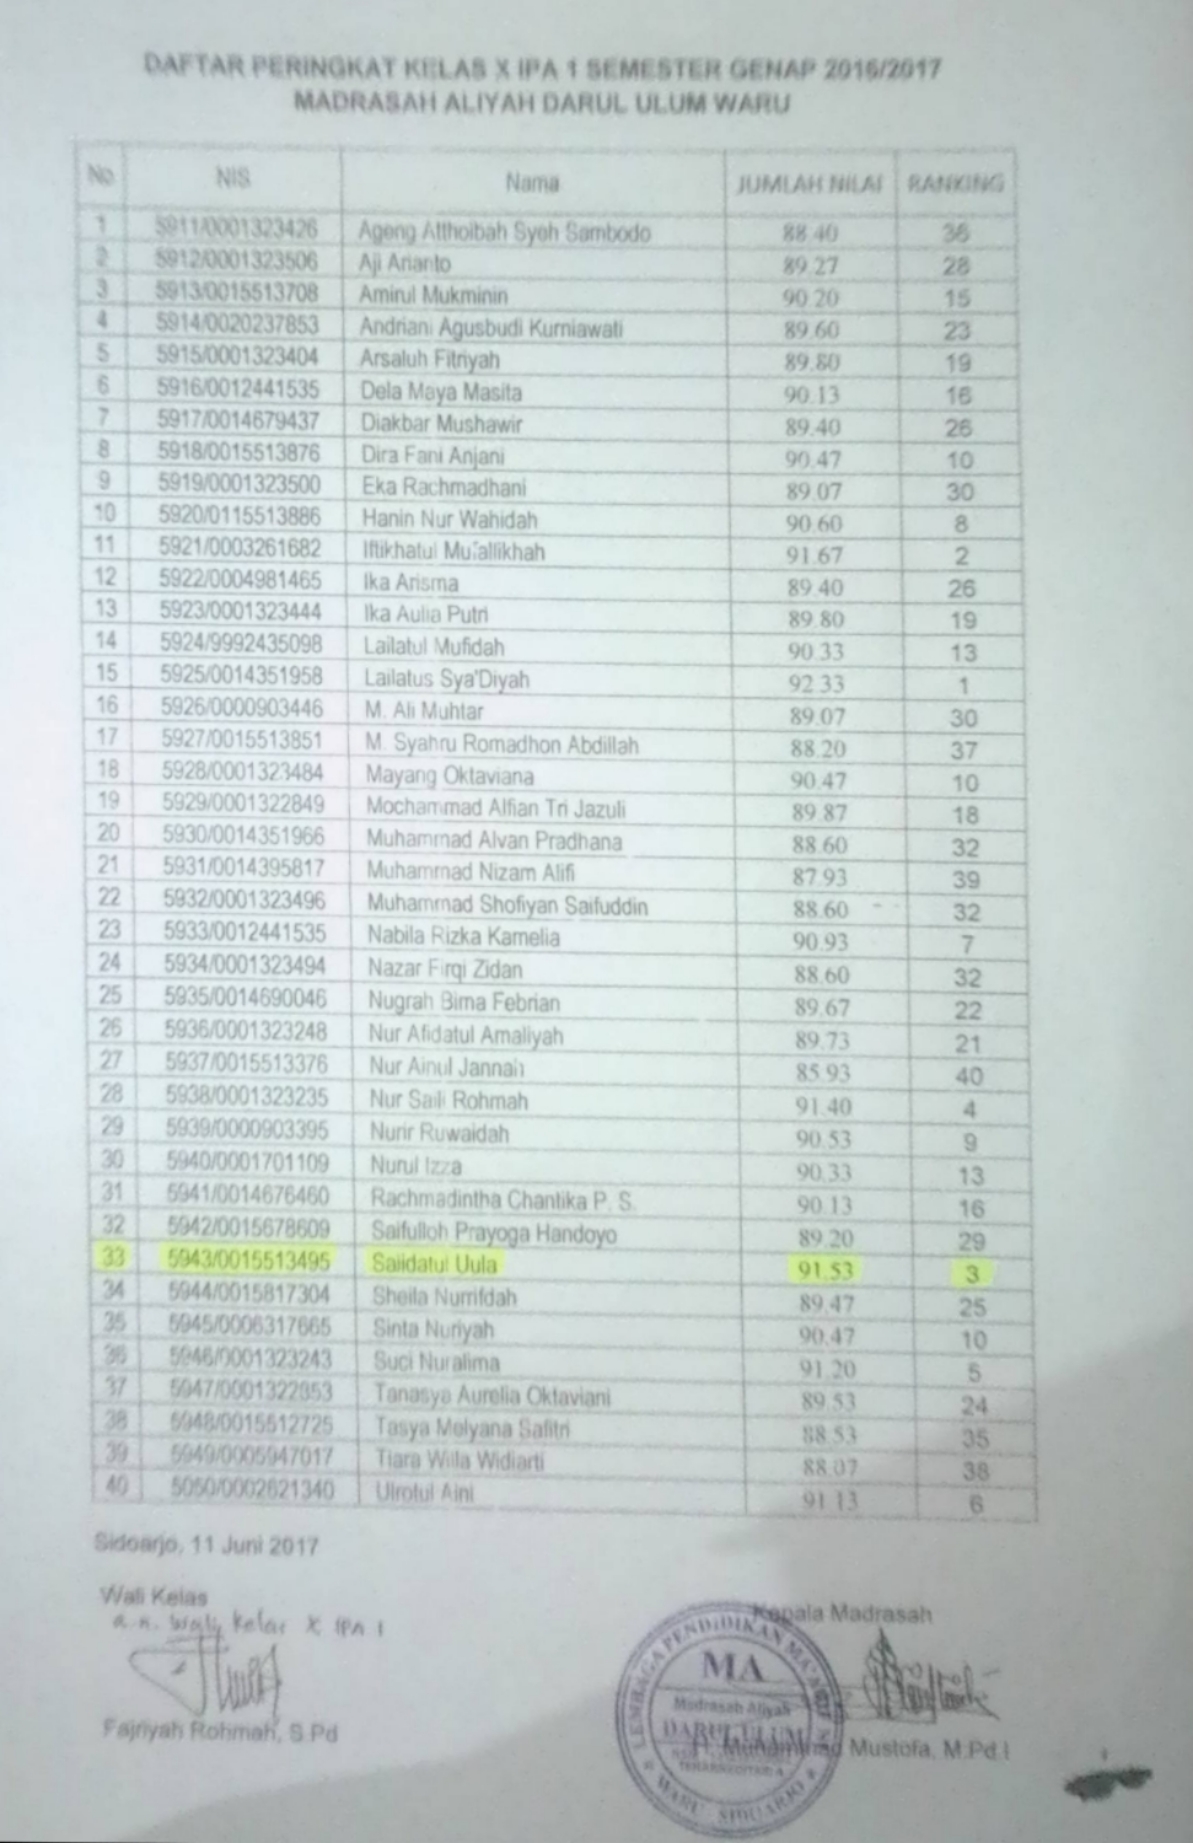 DAFTAR PERINGKAT KELAS X IPA 1 SEMESTER GENAP 2016/2017
MADRASAH ALIYAH DARUL ULUM WARU
No NIS Nama JUMLAH NILAI RANKING
1 5911/0001323426 Ageng Atthoibah Syeh Sambodo 88.40 36
2 5912/0001323506 Aji Arianto 89.27 28
3 5913/0015513708 Amirul Mukminin 90.20 15
4 5914/0020237853 Andriani Agusbudi Kurniawati 89.60 23
5 5915/0001323404 Arsaluh Fitriyah 89.80 19
6 5916/0012441535 Dela Maya Masita 90.13 16
7 5917/0014679437 Diakbar Mushawir 89.40 26
8 5918/0015513876 Dira Fani Anjani 90.47 10
9 5919/0001323500 Eka Rachmadhani 89.07 30
10 5920/0115513886 Hanin Nur Wahidah 90.60 8
11 5921/0003261682 Iftikhatul Mufallikhah 91.67 2
12 5922/0004981465 Ika Arisma 89.40 26
13 5923/0001323444 Ika Aulia Putri 89.80 19
14 5924/9992435098 Lailatul Mufidah 90.33 13
15 5925/0014351958 Lailatus Sya'Diyah 92.33 1
16 5926/0000903446 M. Ali Muhtar 89.07 30
17 5927/0015513851 M. Syahru Romadhon Abdillah 88.20 37
18 5928/0001323484 Mayang Oktaviana 90.47 10
19 5929/0001322849 Mochammad Alfian Tri Jazuli 89.87 18
20 5930/0014351966 Muhammad Alvan Pradhana 88.60 32
21 5931/0014395817 Muhammad Nizam Alifi 87.93 39
22 5932/0001323496 Muhammad Shofiyan Saifuddin 88.60 32
23 5933/0012441535 Nabila Rizka Kamelia 90.93 7
24 5934/0001323494 Nazar Firqi Zidan 88.60 32
25 5935/0014690046 Nugrah Bima Febrian 89.67 22
26 5936/0001323248 Nur Afidatul Amaliyah 89.73 21
27 5937/0015513376 Nur Ainul Jannah 85.93 40
28 5938/0001323235 Nur Saili Rohmah 91.40 4
29 5939/0000903395 Nurir Ruwaidah 90.53 9
30 5940/0001701109 Nurul Izza 90.33 13
31 5941/0014676460 Rachmadintha Chantika P. S. 90.13 16
32 5942/0015678609 Saifulloh Prayoga Handoyo 89.20 29
33 5943/0015513495 Saiidatul Uula 91.53 3
34 5944/0015817304 Sheila Nurrifdah 89.47 25
35 5945/0006317665 Sinta Nuriyah 90.47 10
36 5946/0001323243 Suci Nuralima 91.20 5
37 5947/0001322853 Tanasya Aurelia Oktaviani 89.53 24
38 5948/0015512725 Tasya Melyana Safitri 88.53 35
39 5949/0005947017 Tiara Willa Widiarti 88.07 38
40 5050/0002621340 Ulrotul Aini 91.13 6
Sidoarjo, 11 Juni 2017
Wali Kelas
Kepala Madrasah
a.n. Wali Kelas X IPA 1
LEMBAGA PENDIDIKAN MA'ARIF
MA
Madrasah Aliyah
DARUL ULUM
WARU SIDOARJO
Fajriyah Rohmah, S.Pd
Muhammad Mustofa, M.Pd.I